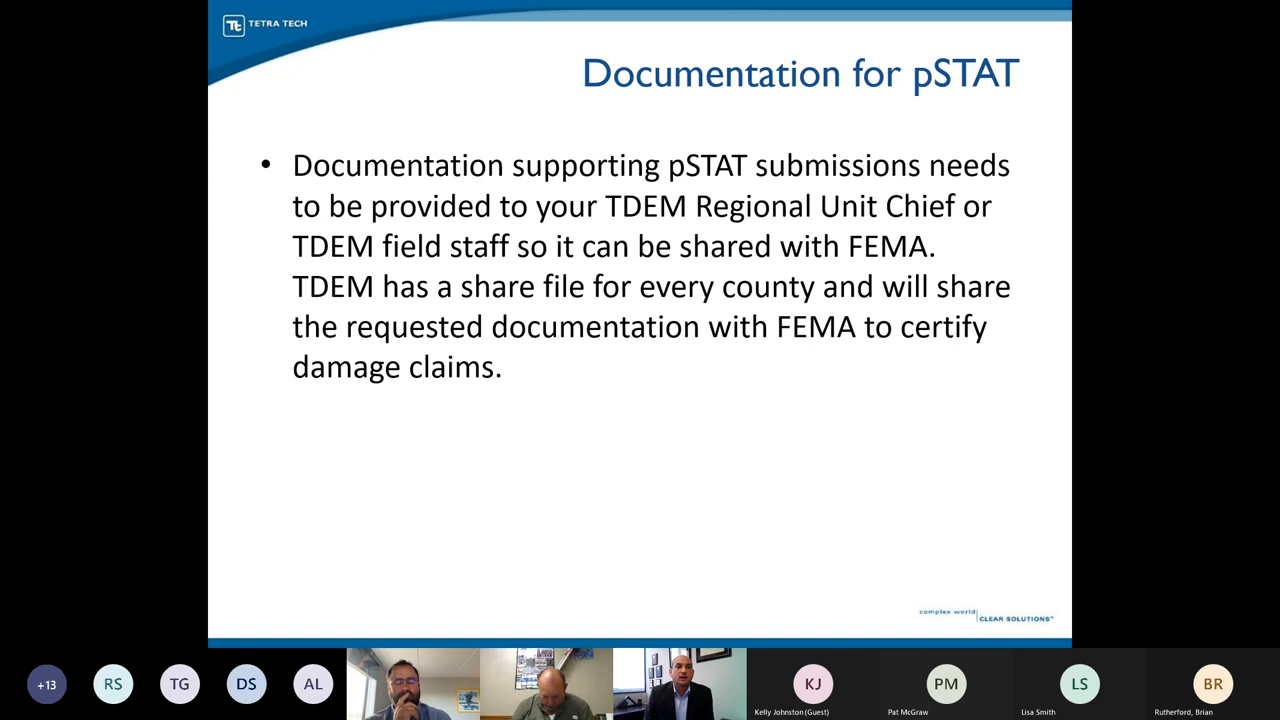 TETRA TECH
Documentation for pSTAT
• Documentation supporting pSTAT submissions needs
to be provided to your TDEM Regional Unit Chief or
TDEM field staff so it can be shared with FEMA.
TDEM has a share file for every county and will share
the requested documentation with FEMA to certify
damage claims.
complex world
CLEAR SOLUTIONS™
+13
RS
TG
DS
AL
KJ
PM
LS
BR
Kelly Johnston (Guest)
Pat McGraw
Lisa Smith
Rutherford, Brian